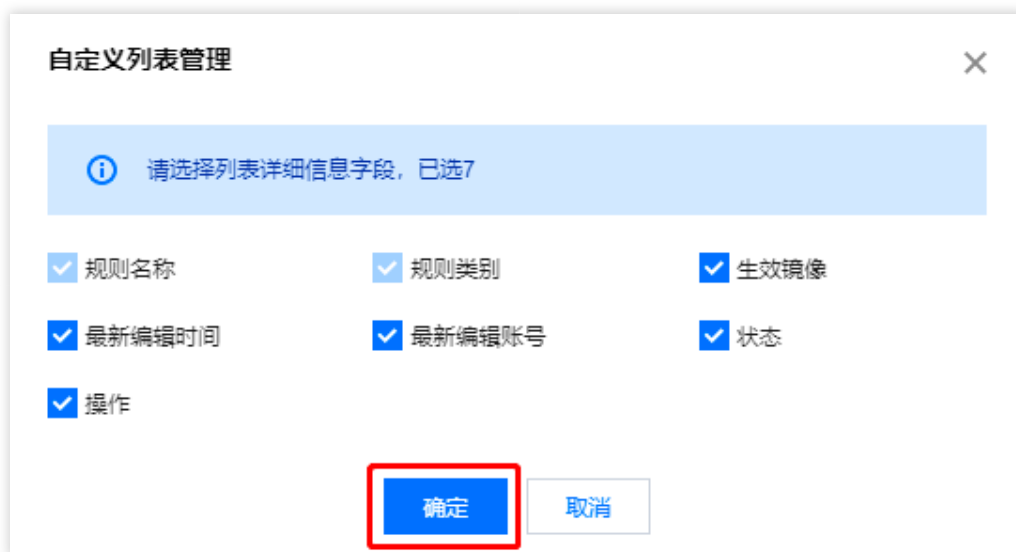 自定义列表管理
请选择列表详细信息字段，已选7
规则名称 规则类别 生效镜像
最新编辑时间 最新编辑账号 状态
操作
确定 取消